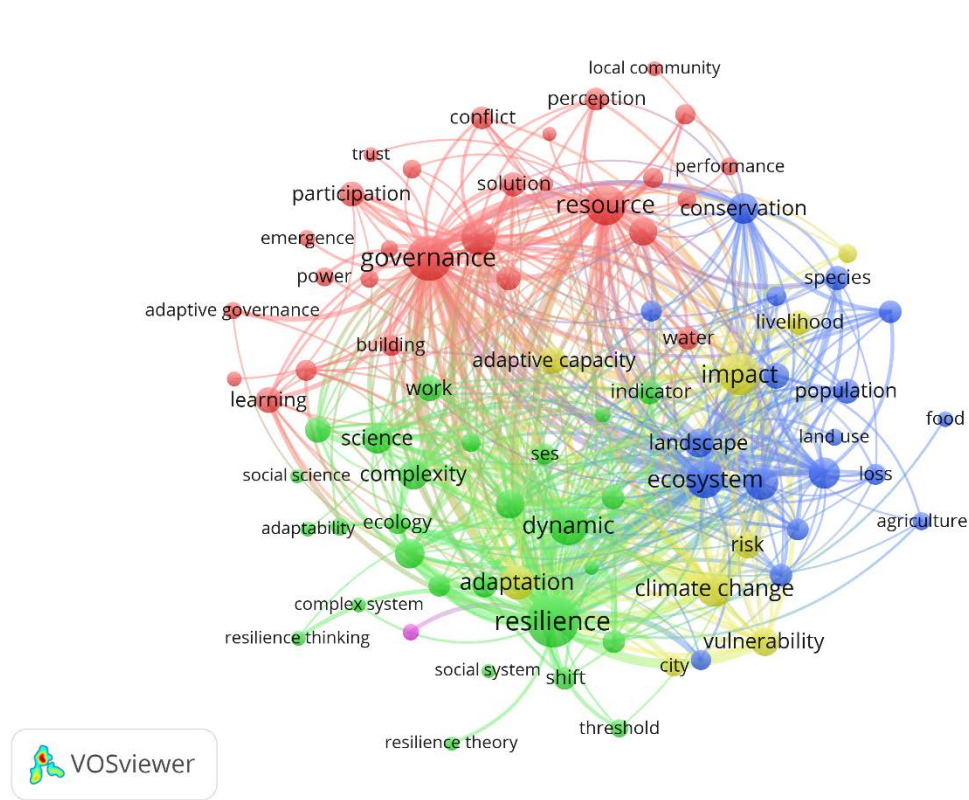 local community
perception
conflict
trust
performance
participation
solution
resource
conservation
emergence
governance
power
species
adaptive governance
livelihood
water
building
adaptive capacity
impact
work
indicator
population
learning
food
science
landscape
land use
ses
social science
complexity
ecosystem
loss
adaptability
ecology
dynamic
agriculture
risk
adaptation
climate change
complex system
resilience
resilience thinking
vulnerability
social system
shift
city
threshold
resilience theory
VOSviewer